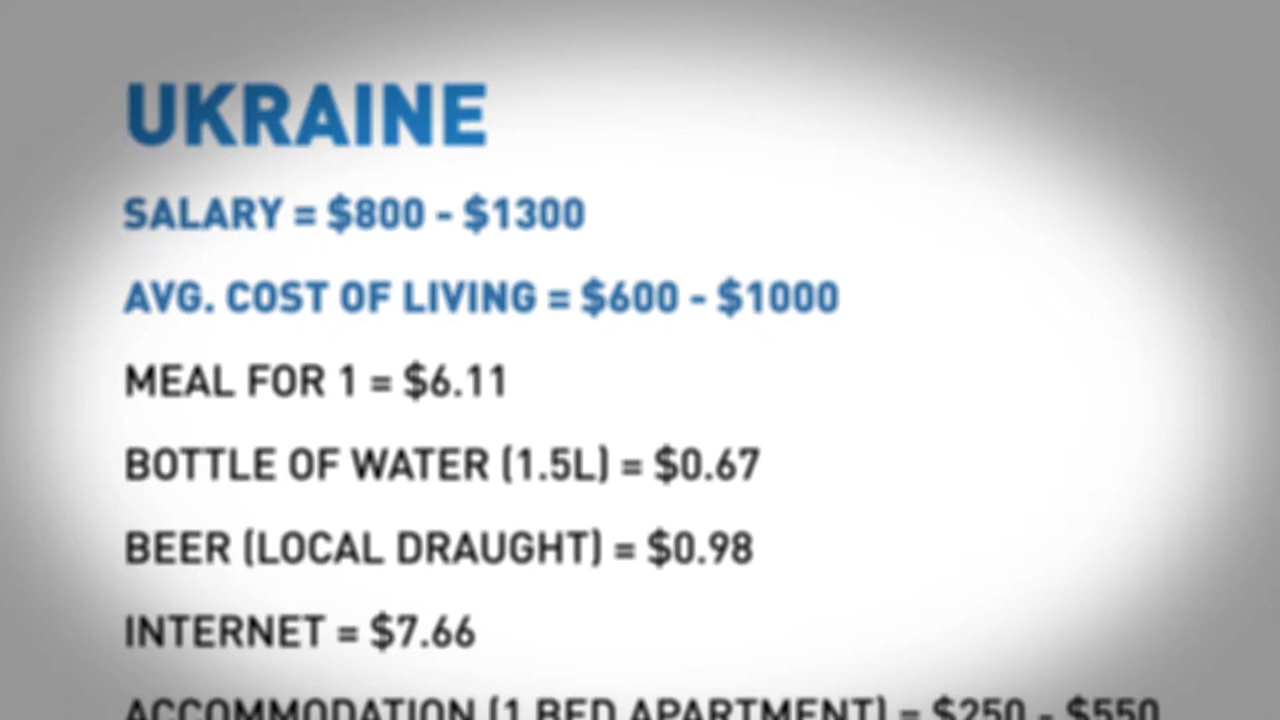 UKRAINE
SALARY = $800 - $1300
AVG. COST OF LIVING = $600 - $1000
MEAL FOR 1 = $6.11
BOTTLE OF WATER (1.5L) = $0.67
BEER (LOCAL DRAUGHT) = $0.98
INTERNET = $7.66
ACCOMMODATION (1 BED APARTMENT) = $250 - $550